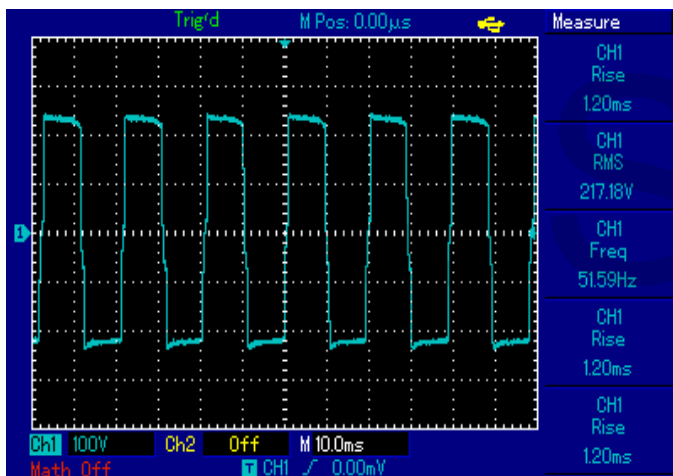 Trig'd M Pos: 0.00μs Measure
CH1
Rise
1.20ms
CH1
RMS
217.18V
CH1
Freq
51.59Hz
CH1
Rise
1.20ms
CH1
Rise
1.20ms
1
Ch1 100V Ch2 Off M 10.0ms
Math Off T CH1 0.00mV